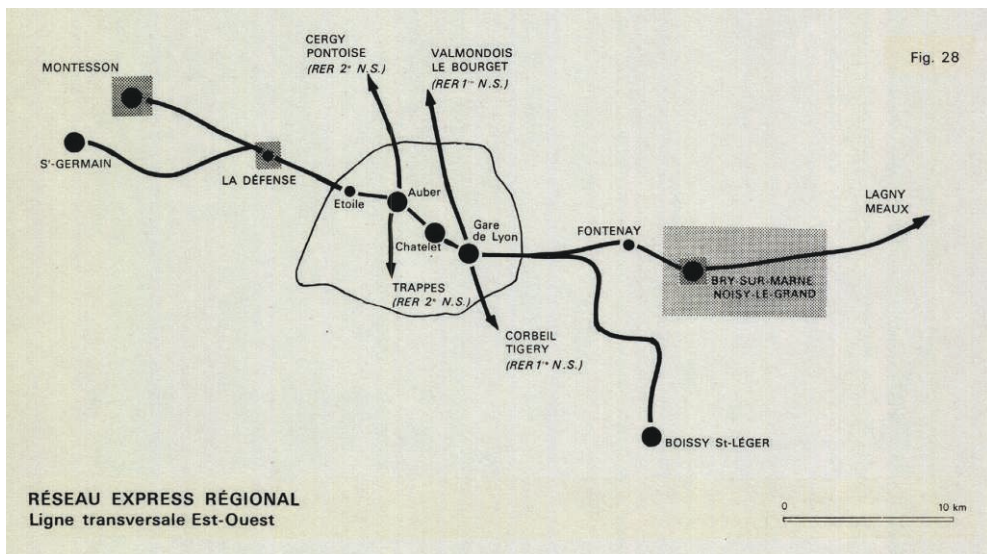 CERGY
PONTOISE
(RER 2e N.S.)
VALMONDOIS
LE BOURGET
(RER 1re N.S.)
Fig. 28
MONTESSON
St-GERMAIN
LA DÉFENSE
Etoile
Auber
Chatelet
Gare
de Lyon
FONTENAY
LAGNY
MEAUX
BRY-SUR-MARNE
NOISY-LE-GRAND
TRAPPES
(RER 2e N.S.)
CORBEIL
TIGERY
(RER 1re N.S.)
BOISSY St-LÉGER
RÉSEAU EXPRESS RÉGIONAL
Ligne transversale Est-Ouest
0 10 km